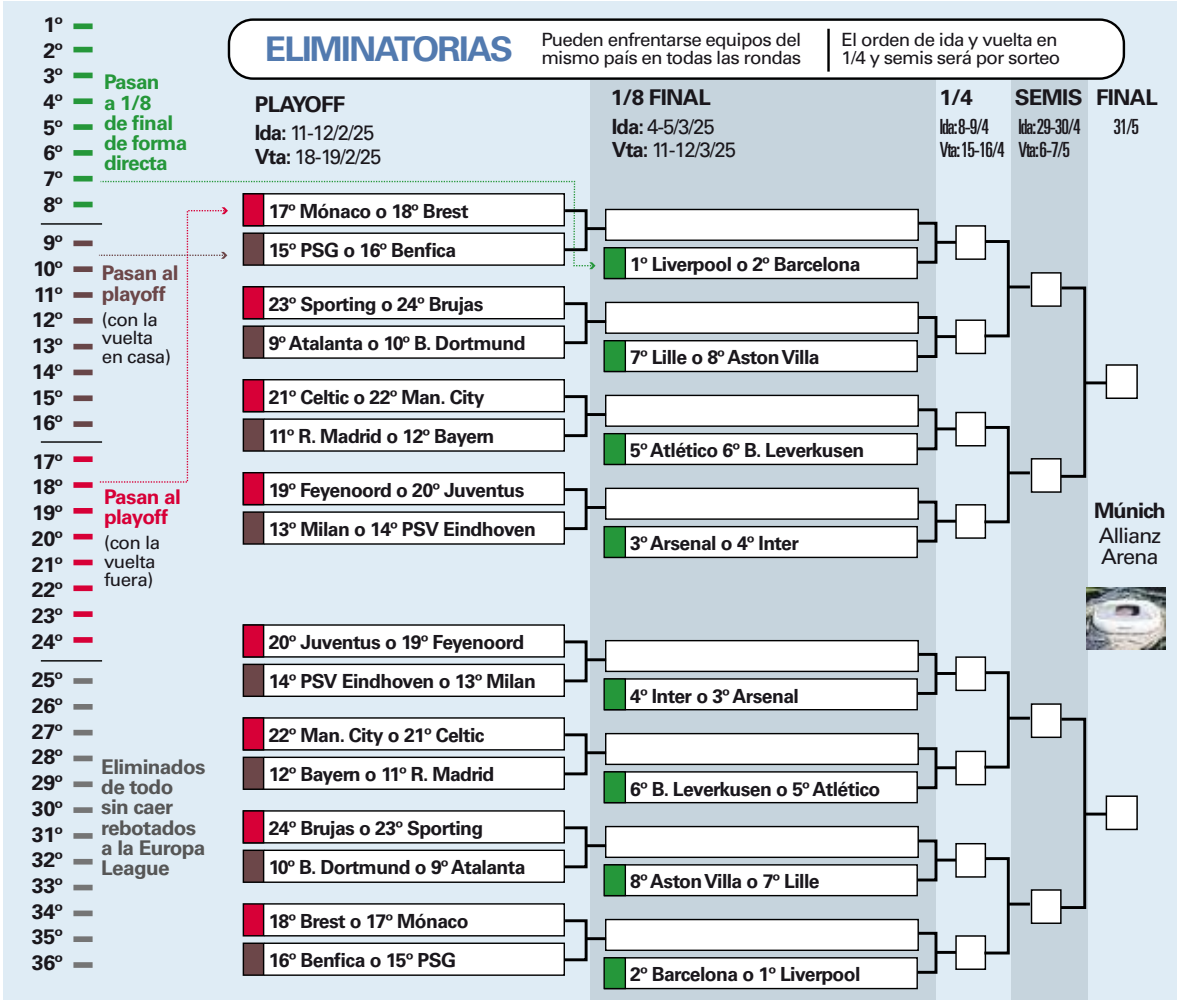 ELIMINATORIAS
Pueden enfrentarse equipos del
mismo país en todas las rondas
El orden de ida y vuelta en
1/4 y semis será por sorteo
1º
2º
3º
4º
5º
6º
7º
8º
Pasan
a 1/8
de final
de forma
directa
9º
10º
11º
12º
13º
14º
15º
16º
Pasan al
playoff
(con la
vuelta
en casa)
17º
18º
19º
20º
21º
22º
23º
24º
Pasan al
playoff
(con la
vuelta
fuera)
25º
26º
27º
28º
29º
30º
31º
32º
33º
34º
35º
36º
Eliminados
de todo
sin caer
rebotados
a la Europa
League
PLAYOFF
Ida: 11-12/2/25
Vta: 18-19/2/25
17º Mónaco o 18º Brest
15º PSG o 16º Benfica
23º Sporting o 24º Brujas
9º Atalanta o 10º B. Dortmund
21º Celtic o 22º Man. City
11º R. Madrid o 12º Bayern
19º Feyenoord o 20º Juventus
13º Milan o 14º PSV Eindhoven
20º Juventus o 19º Feyenoord
14º PSV Eindhoven o 13º Milan
22º Man. City o 21º Celtic
12º Bayern o 11º R. Madrid
24º Brujas o 23º Sporting
10º B. Dortmund o 9º Atalanta
18º Brest o 17º Mónaco
16º Benfica o 15º PSG
1/8 FINAL
Ida: 4-5/3/25
Vta: 11-12/3/25
1º Liverpool o 2º Barcelona
7º Lille o 8º Aston Villa
5º Atlético 6º B. Leverkusen
3º Arsenal o 4º Inter
4º Inter o 3º Arsenal
6º B. Leverkusen o 5º Atlético
8º Aston Villa o 7º Lille
2º Barcelona o 1º Liverpool
1/4
Ida:8-9/4
Vta:15-16/4
SEMIS
Ida:29-30/4
Vta:6-7/5
FINAL
31/5
Múnich
Allianz
Arena